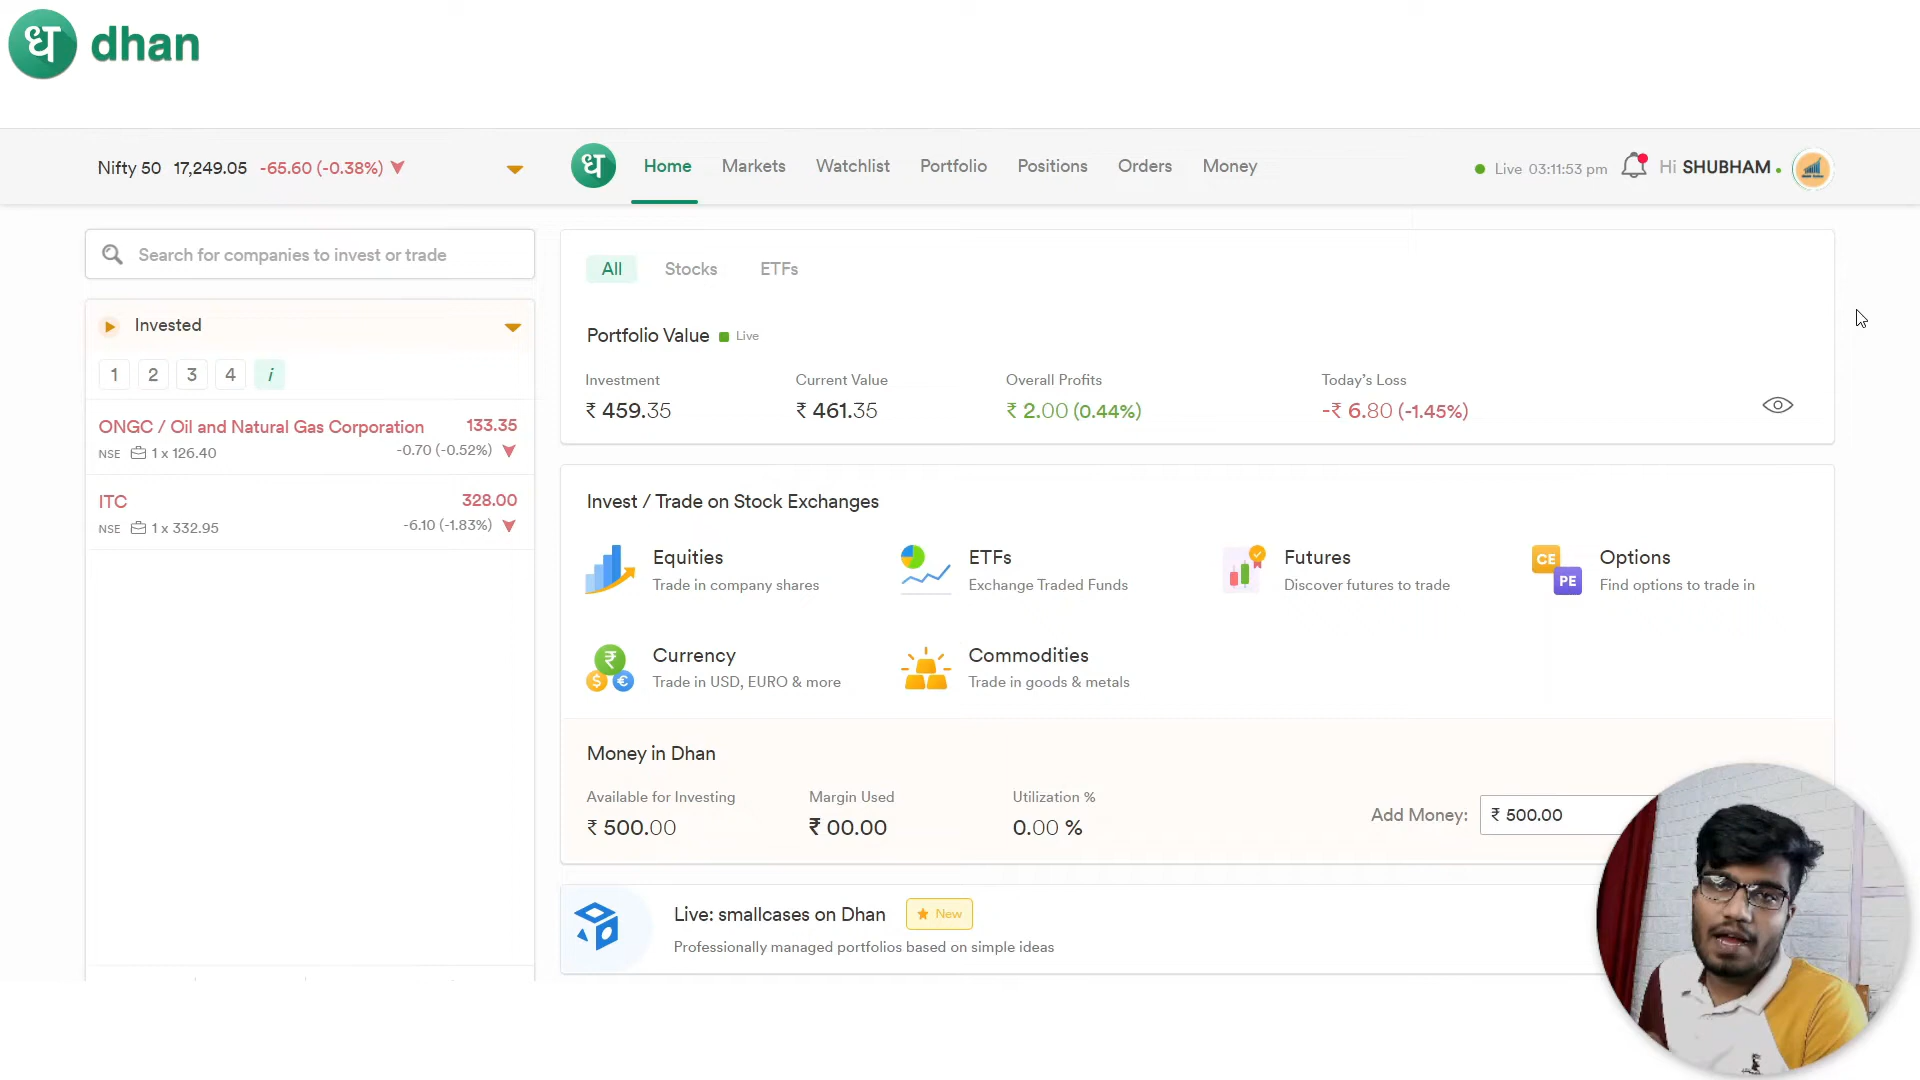 ध dhan
Nifty 50 17,249.05 -65.60 (-0.38%)
ध Home Markets Watchlist Portfolio Positions Orders Money
Live 03:11:53 pm Hi SHUBHAM
Search for companies to invest or trade
Invested
1 2 3 4 i
ONGC / Oil and Natural Gas Corporation 133.35
NSE 1 x 126.40 -0.70 (-0.52%)
ITC 328.00
NSE 1 x 332.95 -6.10 (-1.83%)
All Stocks ETFs
Portfolio Value Live
Investment Current Value Overall Profits Today's Loss
₹ 459.35 ₹ 461.35 ₹ 2.00 (0.44%) -₹ 6.80 (-1.45%)
Invest / Trade on Stock Exchanges
Equities
Trade in company shares
ETFs
Exchange Traded Funds
Futures
Discover futures to trade
CE PE
Options
Find options to trade in
₹ $ €
Currency
Trade in USD, EURO & more
Commodities
Trade in goods & metals
Money in Dhan
Available for Investing Margin Used Utilization %
₹ 500.00 ₹ 00.00 0.00 %
Add Money: ₹ 500.00
Live: smallcases on Dhan New
Professionally managed portfolios based on simple ideas